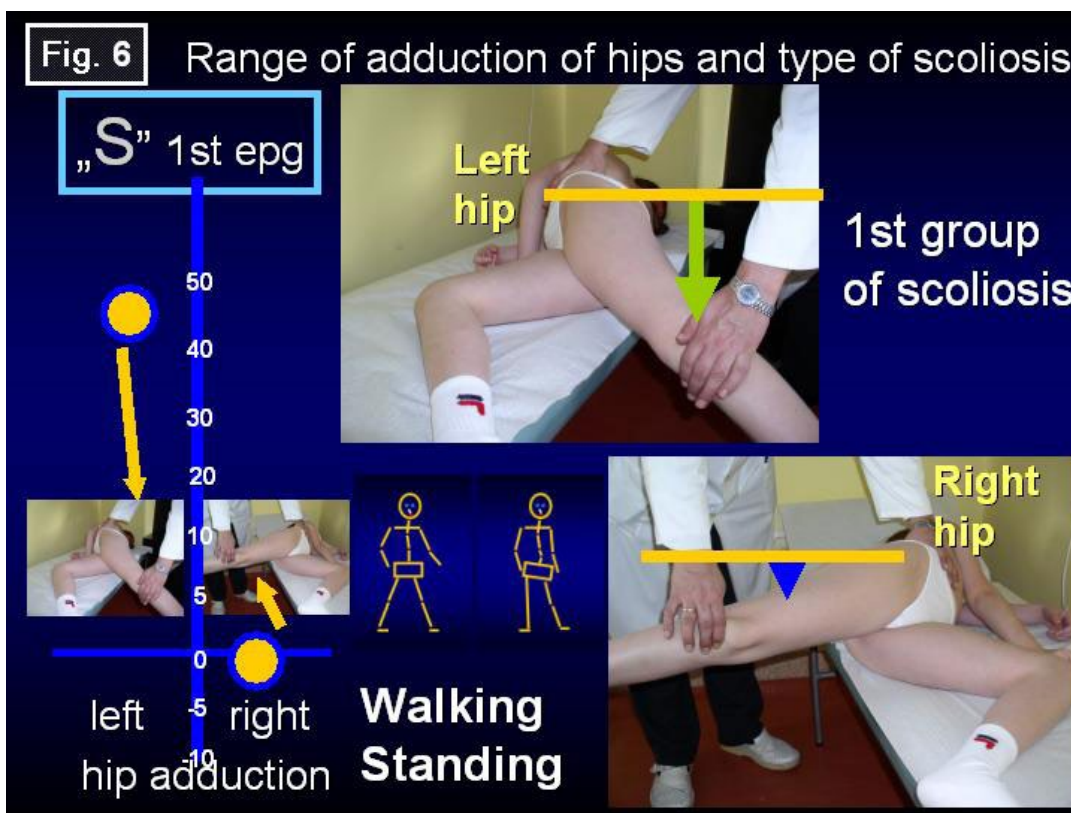 Fig. 6
Range of adduction of hips and type of scoliosis
„S” 1st epg
Left
hip
1st group
of scoliosis
50
40
30
20
10
5
0
-5
-10
Right
hip
left right
hip adduction
Walking
Standing